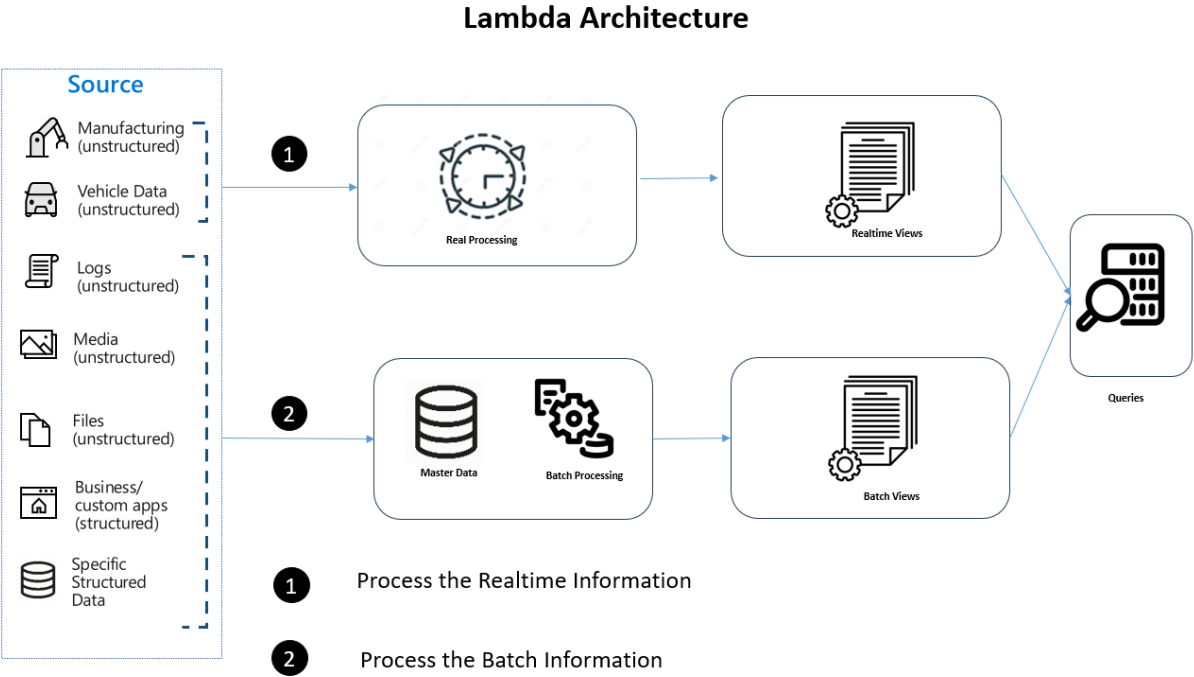 Lambda Architecture
Source
Manufacturing
(unstructured)
Vehicle Data
(unstructured)
Logs
(unstructured)
Media
(unstructured)
Files
(unstructured)
Business/
custom apps
(structured)
Specific
Structured
Data
1
Real Processing
Realtime Views
2
Master Data
Batch Processing
Batch Views
Queries
1 Process the Realtime Information
2 Process the Batch Information